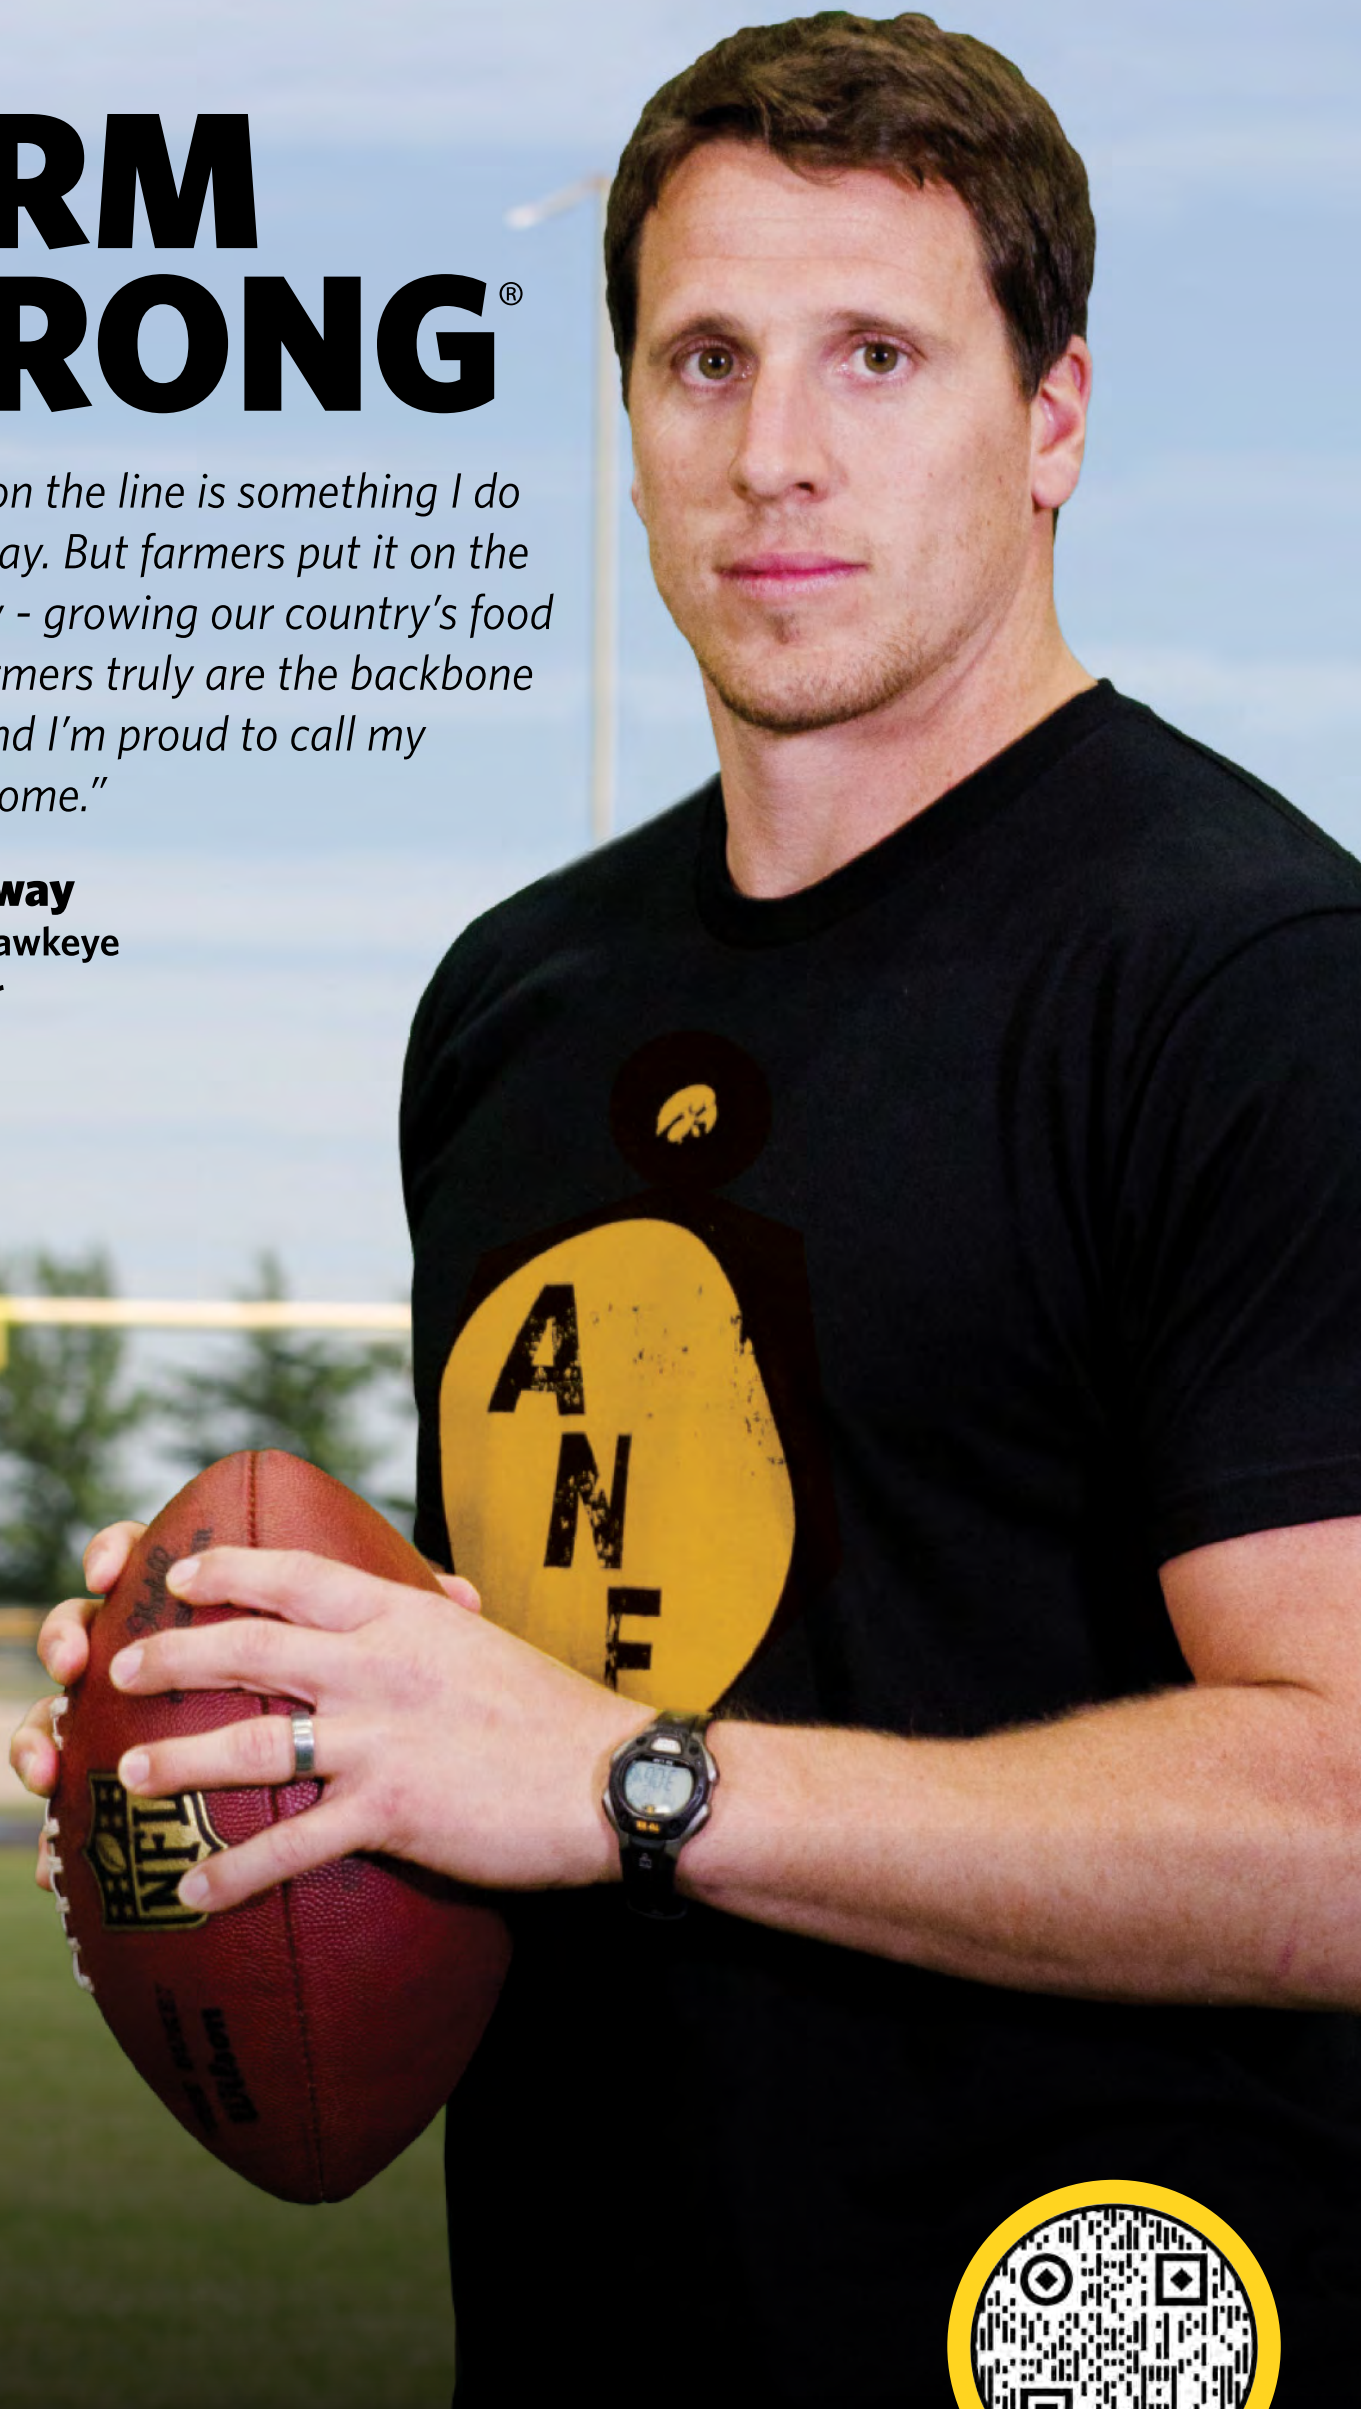 RM
RONG®
on the line is something I do
ay. But farmers put it on the
- growing our country's food
rmers truly are the backbone
nd I'm proud to call my
ome."
way
awkeye
A
N
F
NFL
Wilson